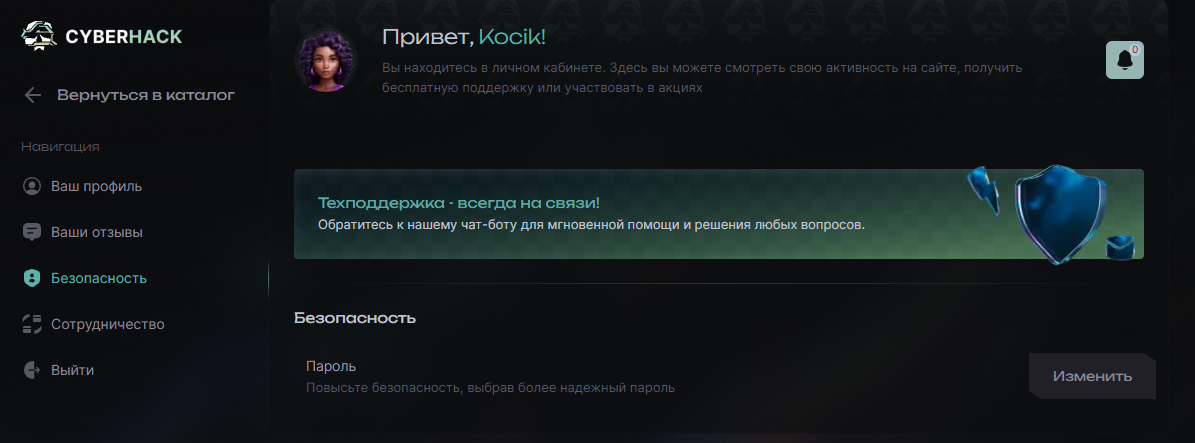 CYBERHACK
Вернуться в каталог
Навигация
Ваш профиль
Ваши отзывы
Безопасность
Сотрудничество
Выйти
Привет, Kocik!
Вы находитесь в личном кабинете. Здесь вы можете смотреть свою активность на сайте, получить
бесплатную поддержку или участвовать в акциях
0
Техподдержка - всегда на связи!
Обратитесь к нашему чат-боту для мгновенной помощи и решения любых вопросов.
Безопасность
Пароль
Повысьте безопасность, выбрав более надежный пароль
Изменить